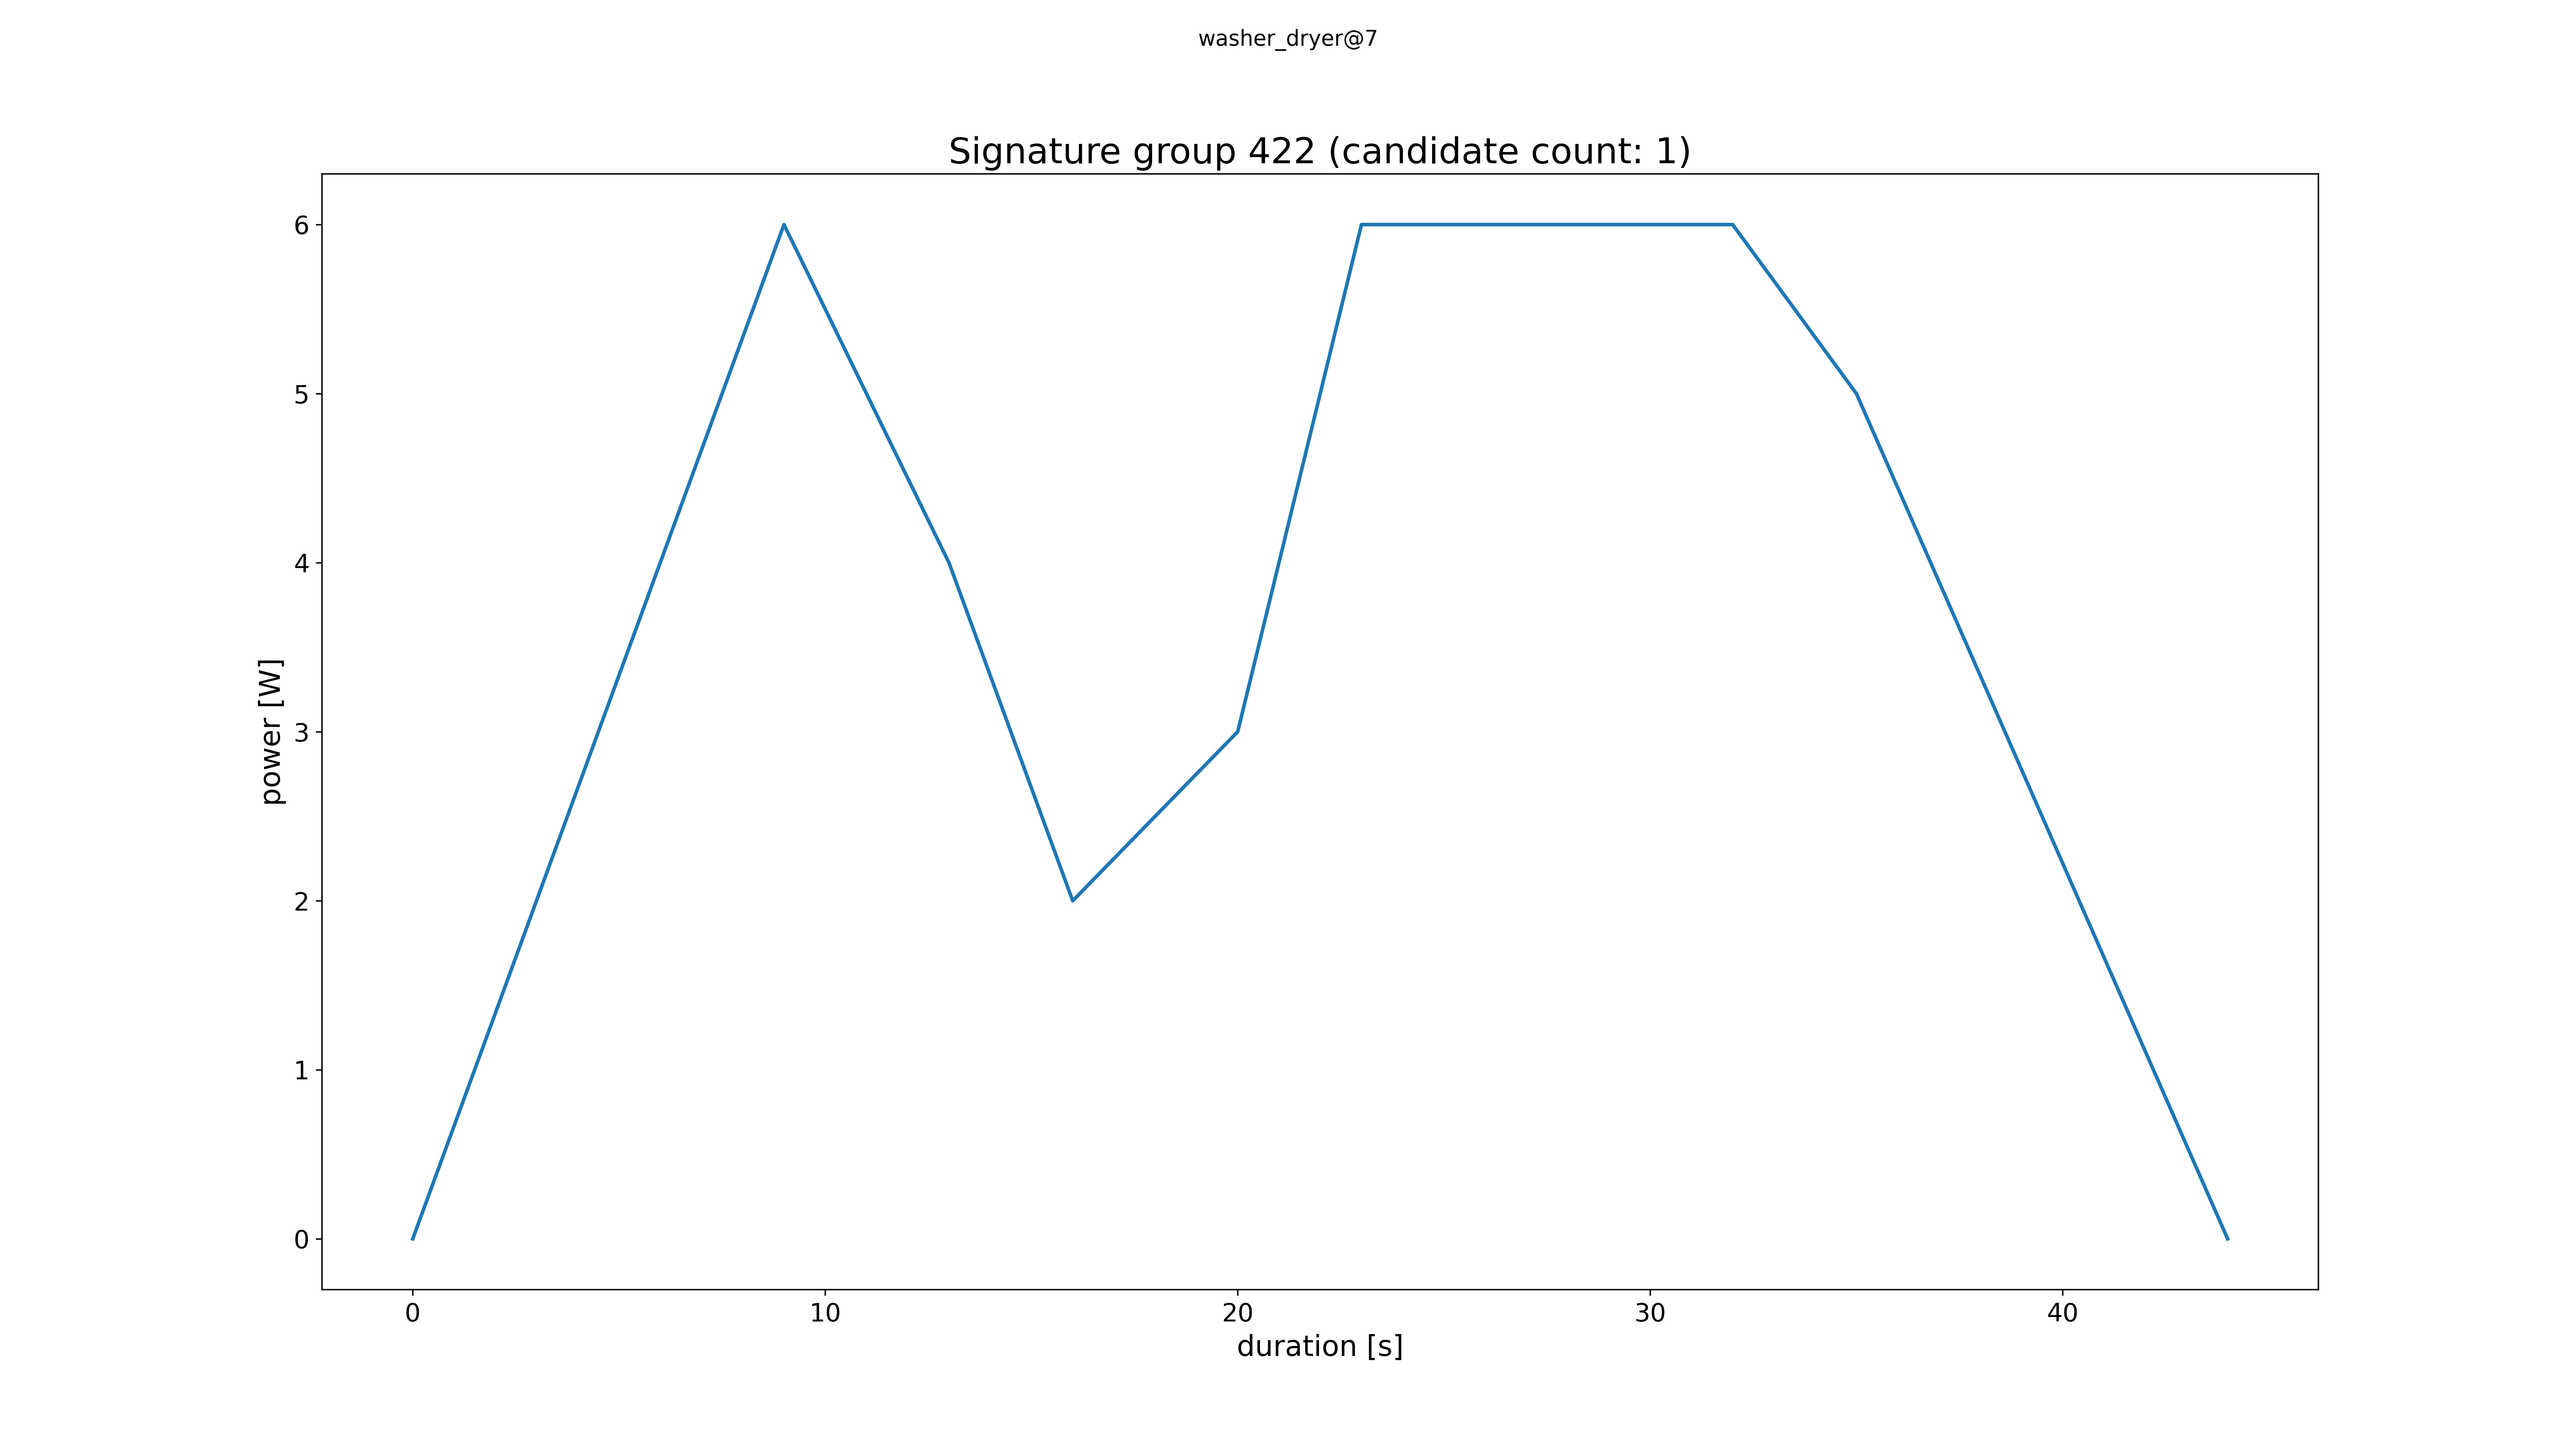 washer_dryer@7
Signature group 422 (candidate count: 1)
6
5
4
3
2
1
0
power [W]
0 10 20 30 40
duration [s]